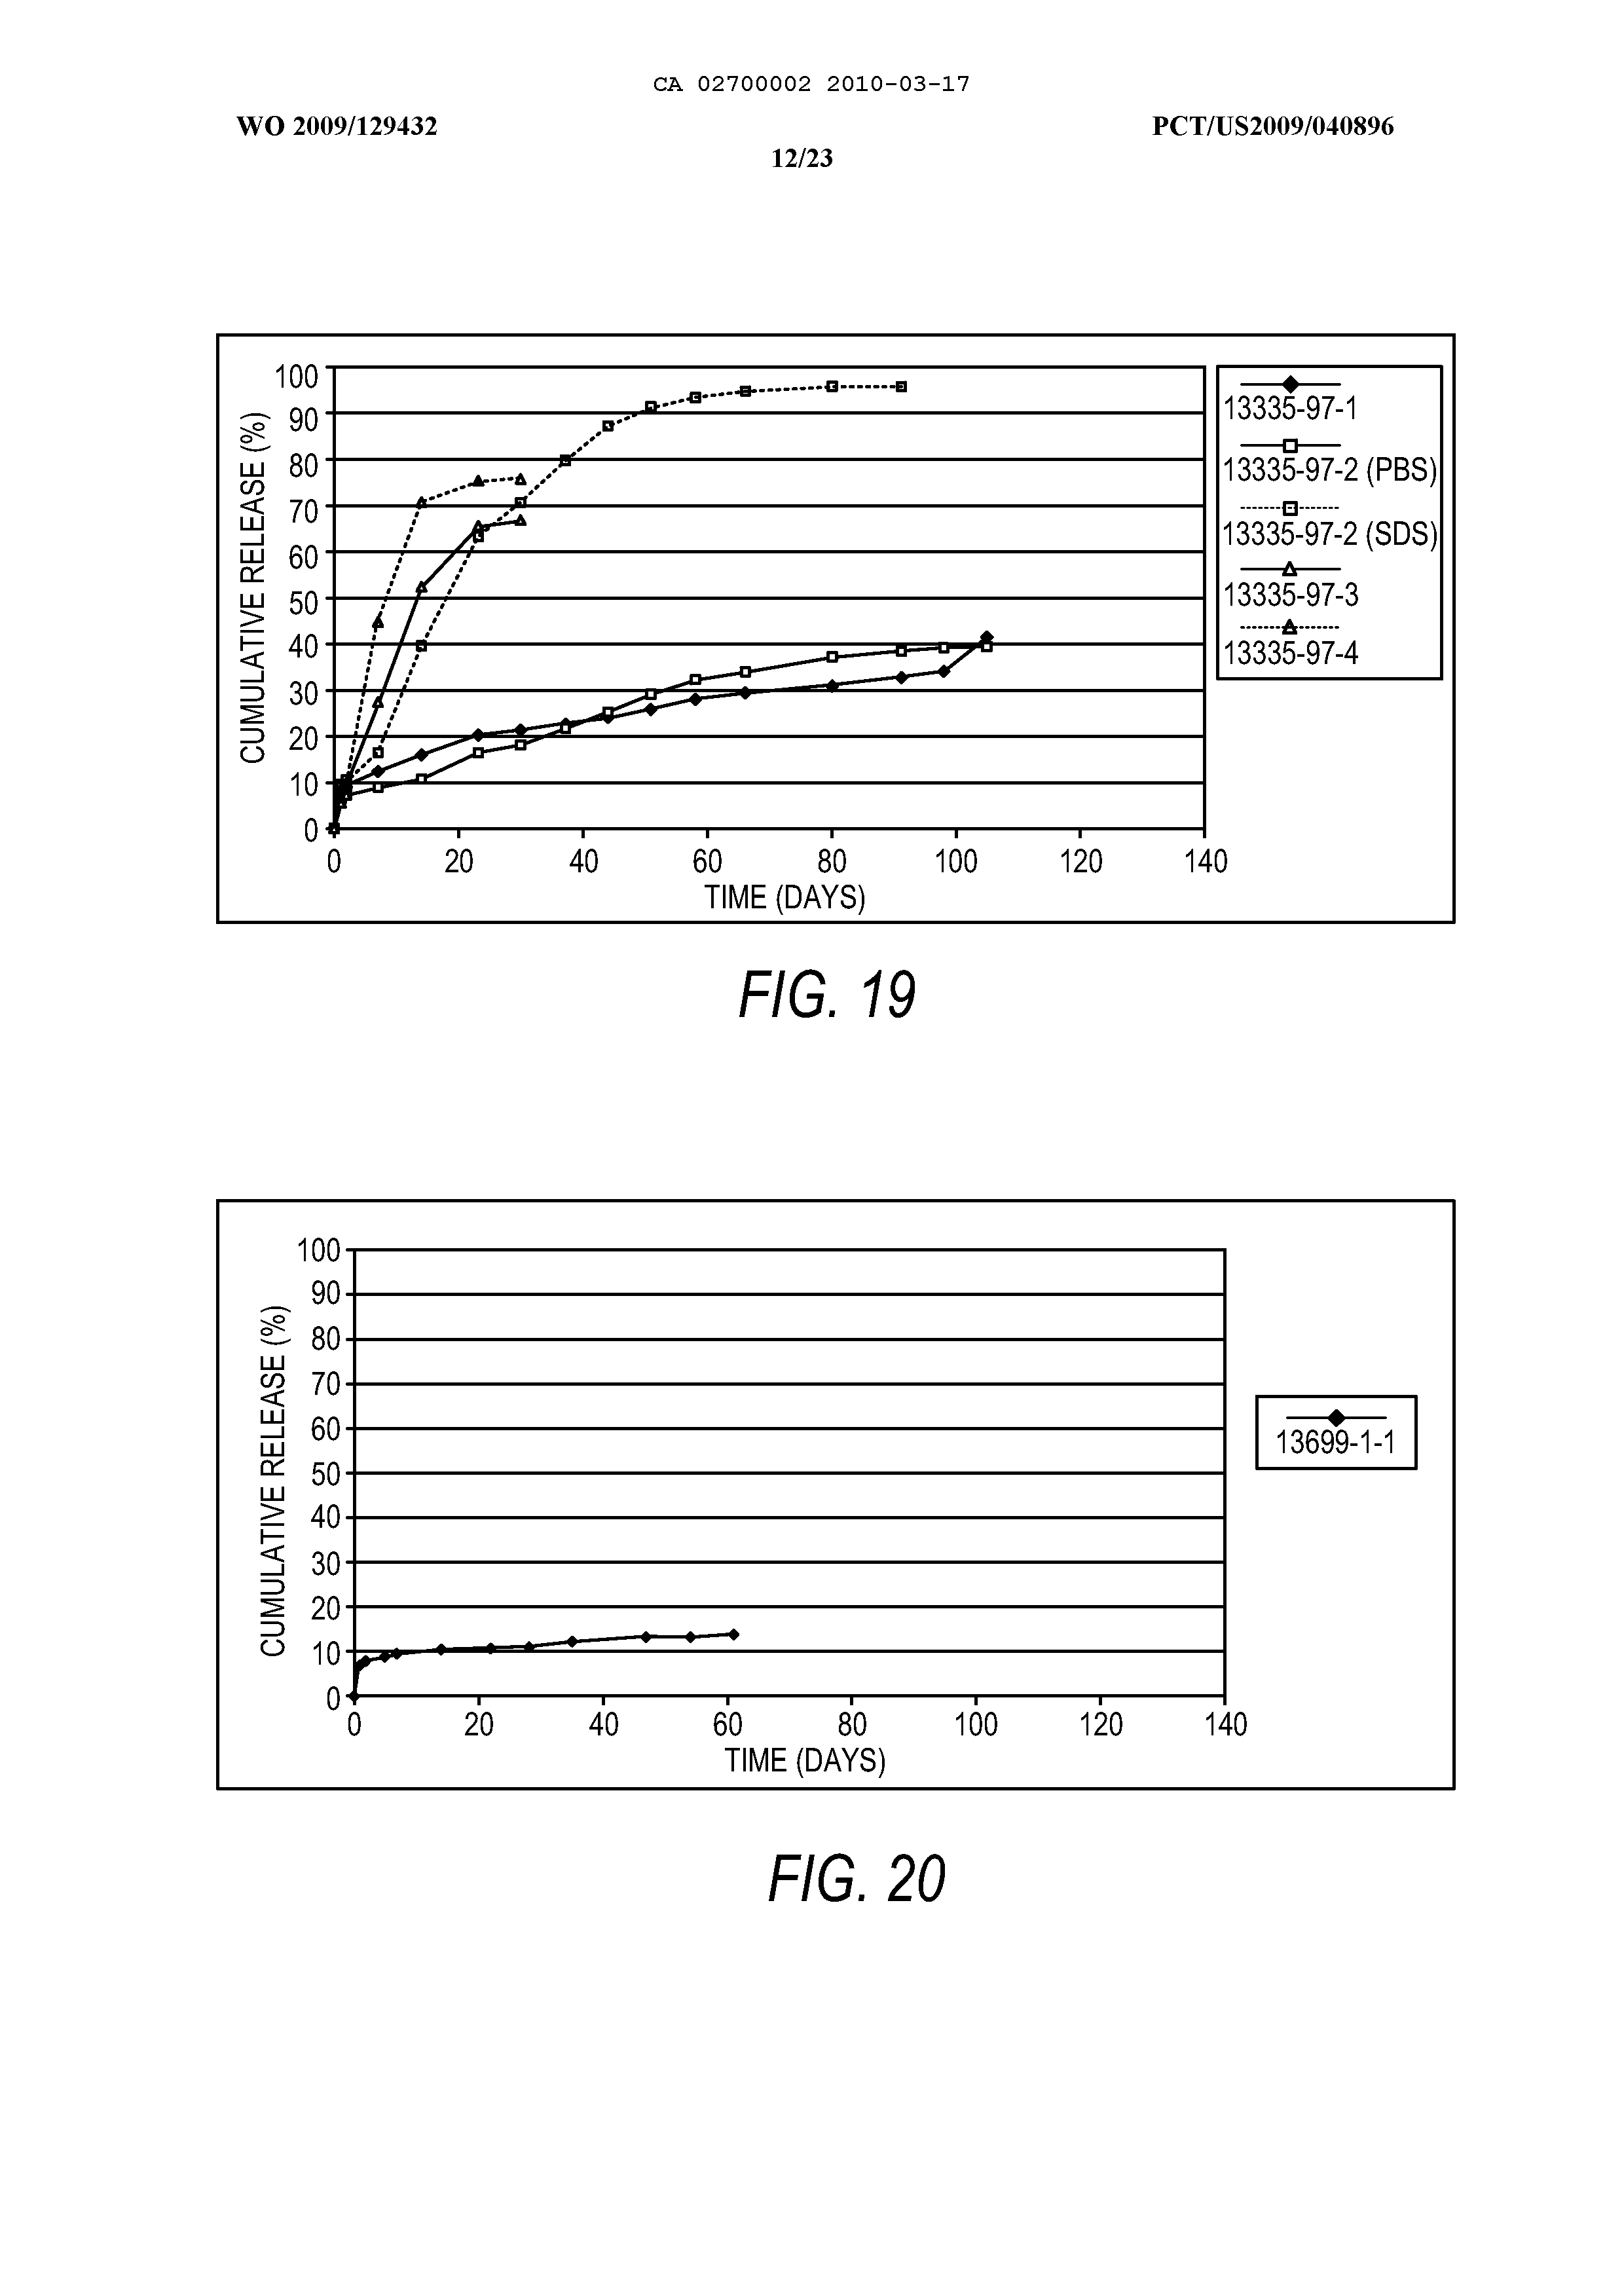 CA 02700002 2010-03-17
WO 2009/129432
PCT/US2009/040896
12/23
CUMULATIVE RELEASE (%)
100
90
80
70
60
50
40
30
20
10
0
0 20 40 60 80 100 120 140
TIME (DAYS)
13335-97-1
13335-97-2 (PBS)
13335-97-2 (SDS)
13335-97-3
13335-97-4
FIG. 19
CUMULATIVE RELEASE (%)
100
90
80
70
60
50
40
30
20
10
0
0 20 40 60 80 100 120 140
TIME (DAYS)
13699-1-1
FIG. 20